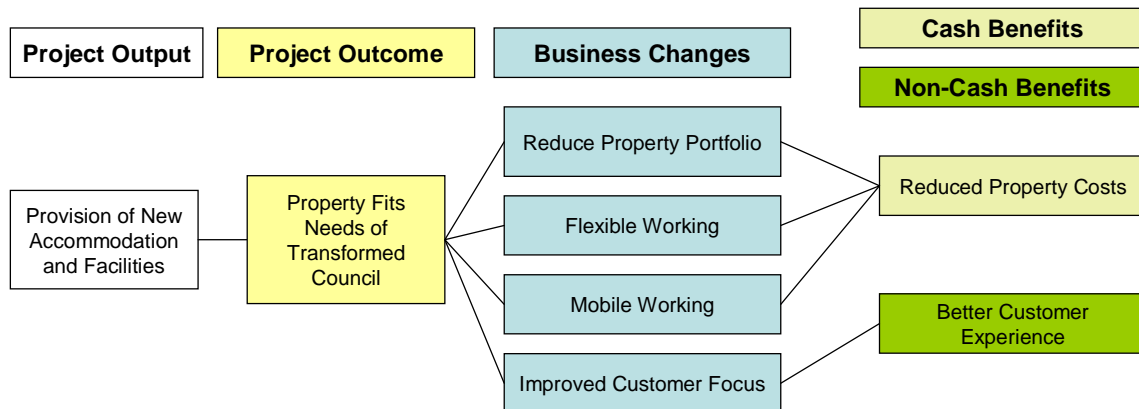 Project Output
Project Outcome
Business Changes
Cash Benefits
Non-Cash Benefits
Provision of New
Accommodation
and Facilities
Property Fits
Needs of
Transformed
Council
Reduce Property Portfolio
Flexible Working
Mobile Working
Improved Customer Focus
Reduced Property Costs
Better Customer
Experience